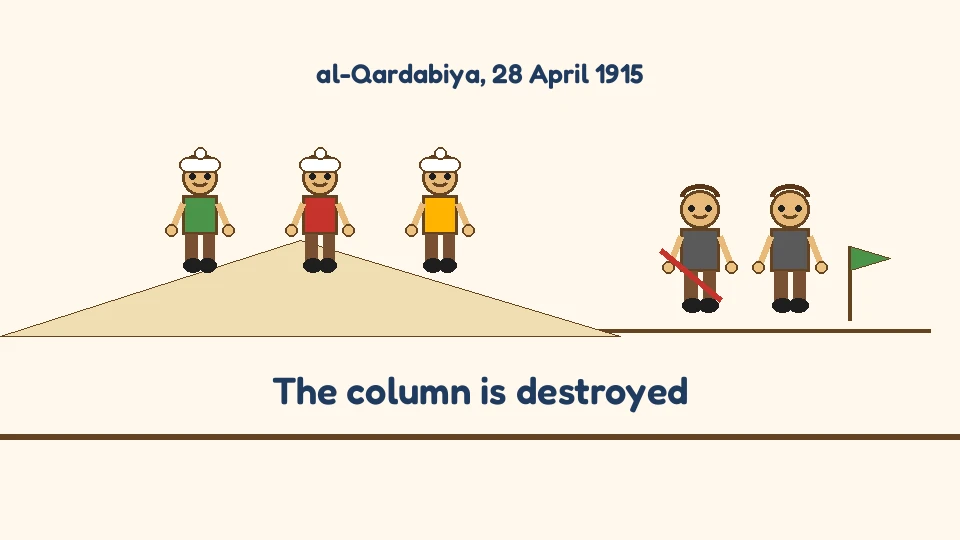 al-Qardabiya, 28 April 1915
The column is destroyed